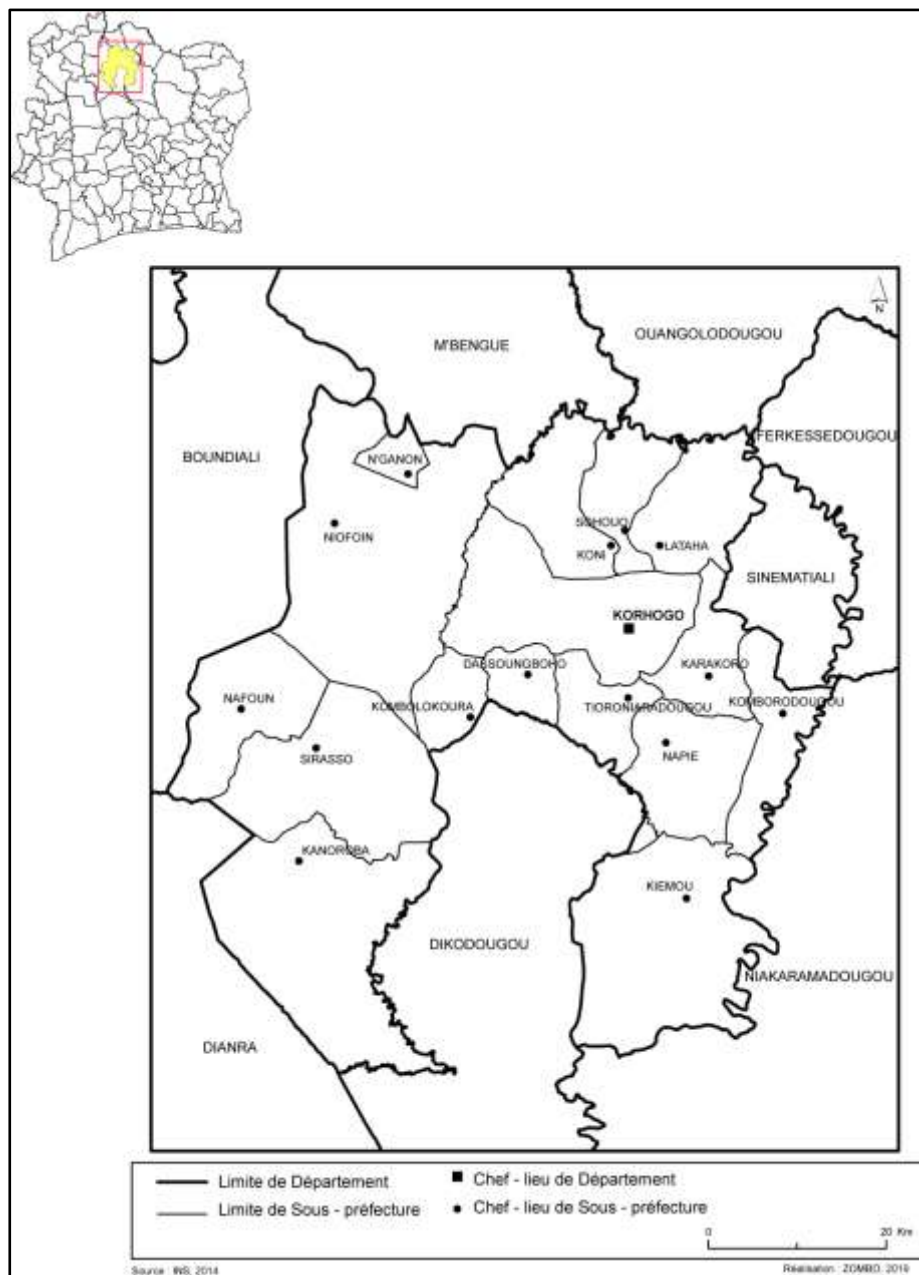 N
OUANGOLODOUGOU
M'BENGUE
FERKESSEDOUGOU
BOUNDIALI
N'GANON
NIOFOIN
SOHOUO
KONI
LATAHA
SINEMATIALI
KORHOGO
DASSOUNGBOHO
KARAKORO
NAFOUN
KOMBOLOKOURA
TIORONIARADOUGOU
KOMBORODOUGOU
SIRASSO
NAPIE
KANOROBA
KIEMOU
DIKODOUGOU
NIAKARAMADOUGOU
DIANRA
Limite de Département
Chef - lieu de Département
Limite de Sous - préfecture
Chef - lieu de Sous - préfecture
0 20 Km
Source : INS, 2014
Réalisation : ZOMBO, 2019